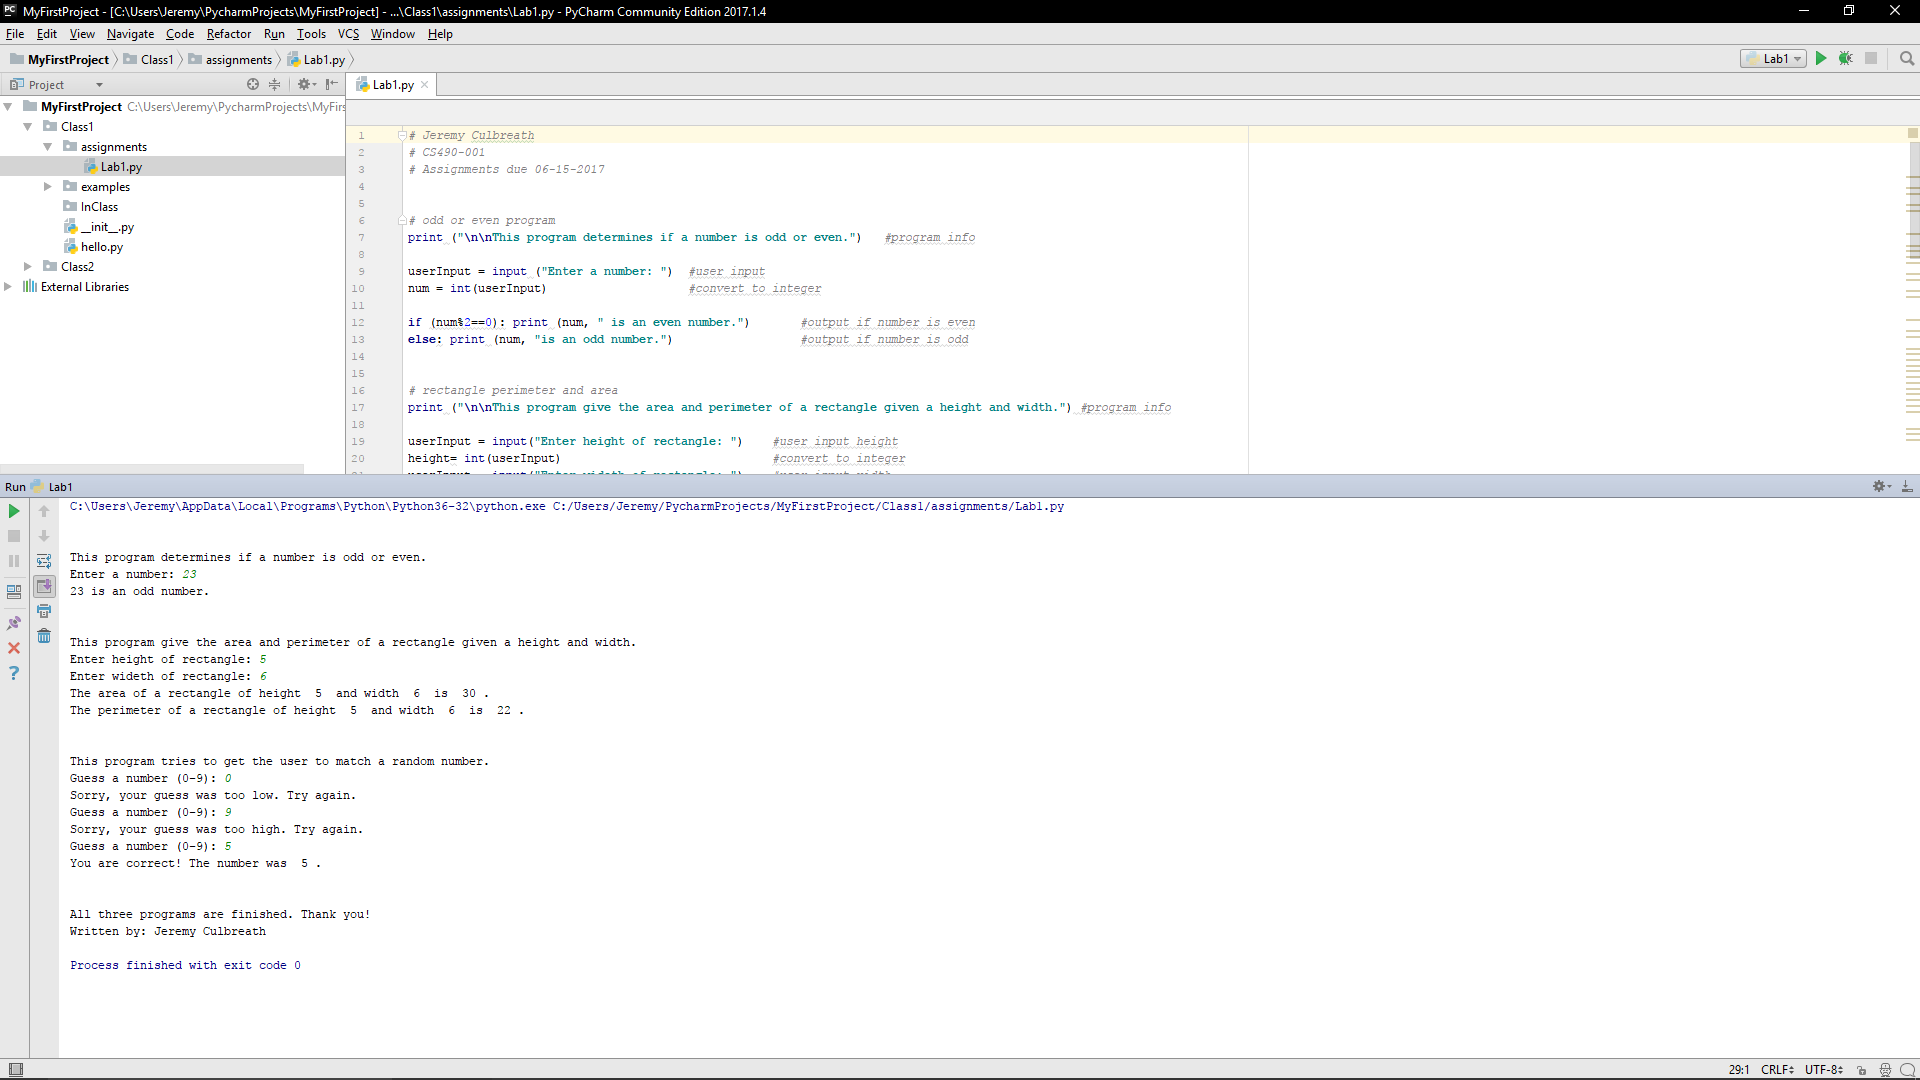 MyFirstProject - [C:\Users\Jeremy\PycharmProjects\MyFirstProject] - ...\Class1\assignments\Lab1.py - PyCharm Community Edition 2017.1.4
File Edit View Navigate Code Refactor Run Tools VCS Window Help
MyFirstProject Class1 assignments Lab1.py
Lab1
Project
Lab1.py
MyFirstProject C:\Users\Jeremy\PycharmProjects\MyFirs
Class1
assignments
Lab1.py
examples
InClass
__init__.py
hello.py
Class2
External Libraries
1 # Jeremy Culbreath
2 # CS490-001
3 # Assignments due 06-15-2017
4
5
6 # odd or even program
7 print ("\n\nThis program determines if a number is odd or even.") #program info
8
9 userInput = input ("Enter a number: ") #user input
10 num = int(userInput) #convert to integer
11
12 if (num%2==0): print (num, " is an even number.") #output if number is even
13 else: print (num, "is an odd number.") #output if number is odd
14
15
16 # rectangle perimeter and area
17 print ("\n\nThis program give the area and perimeter of a rectangle given a height and width.") #program info
18
19 userInput = input("Enter height of rectangle: ") #user input height
20 height= int(userInput) #convert to integer
21 userInput = input("Enter wideth of rectangle: ") #user input width
Run Lab1
C:\Users\Jeremy\AppData\Local\Programs\Python\Python36-32\python.exe C:/Users/Jeremy/PycharmProjects/MyFirstProject/Class1/assignments/Lab1.py
This program determines if a number is odd or even.
Enter a number: 23
23 is an odd number.
This program give the area and perimeter of a rectangle given a height and width.
Enter height of rectangle: 5
Enter wideth of rectangle: 6
The area of a rectangle of height  5  and width  6  is  30 .
The perimeter of a rectangle of height  5  and width  6  is  22 .
This program tries to get the user to match a random number.
Guess a number (0-9): 0
Sorry, your guess was too low. Try again.
Guess a number (0-9): 9
Sorry, your guess was too high. Try again.
Guess a number (0-9): 5
You are correct! The number was  5 .
All three programs are finished. Thank you!
Written by: Jeremy Culbreath
Process finished with exit code 0
29:1 CRLF UTF-8